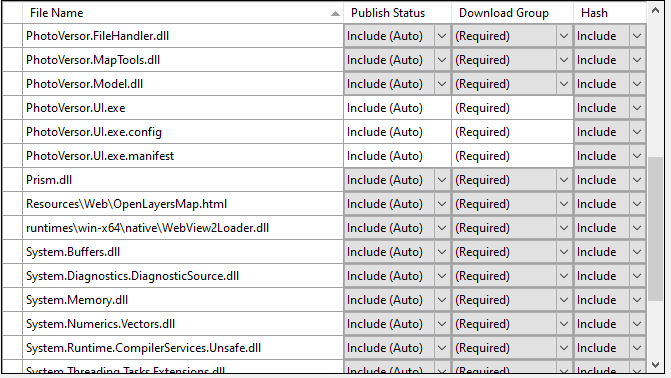 File Name Publish Status Download Group Hash
PhotoVersor.FileHandler.dll Include (Auto) (Required) Include
PhotoVersor.MapTools.dll Include (Auto) (Required) Include
PhotoVersor.Model.dll Include (Auto) (Required) Include
PhotoVersor.UI.exe Include (Auto) (Required) Include
PhotoVersor.UI.exe.config Include (Auto) (Required) Include
PhotoVersor.UI.exe.manifest Include (Auto) (Required) Include
Prism.dll Include (Auto) (Required) Include
Resources\Web\OpenLayersMap.html Include (Auto) (Required) Include
runtimes\win-x64\native\WebView2Loader.dll Include (Auto) (Required) Include
System.Buffers.dll Include (Auto) (Required) Include
System.Diagnostics.DiagnosticSource.dll Include (Auto) (Required) Include
System.Memory.dll Include (Auto) (Required) Include
System.Numerics.Vectors.dll Include (Auto) (Required) Include
System.Runtime.CompilerServices.Unsafe.dll Include (Auto) (Required) Include
System.Threading.Tasks.Extensions.dll Include (Auto) (Required) Include